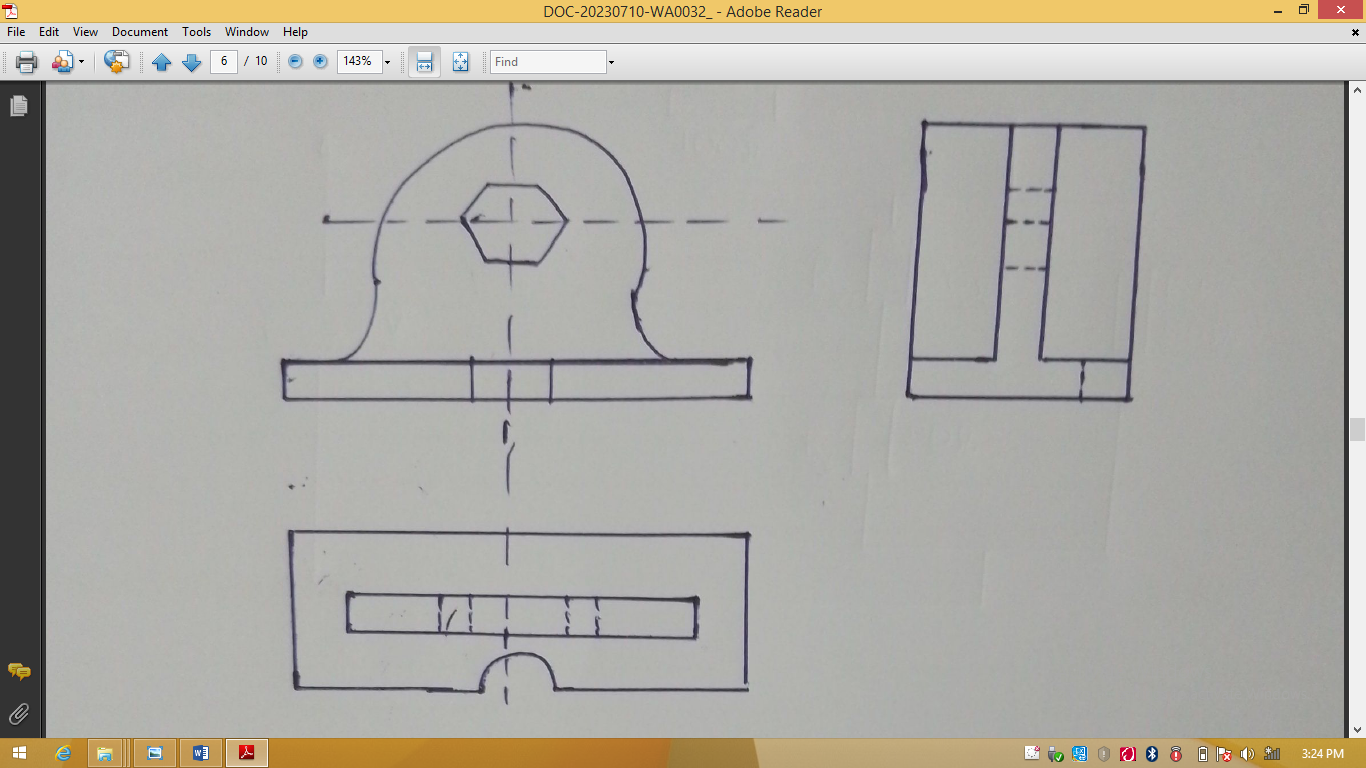 DOC-20230710-WA0032_ - Adobe Reader
File Edit View Document Tools Window Help
6 / 10 143% Find
3:24 PM